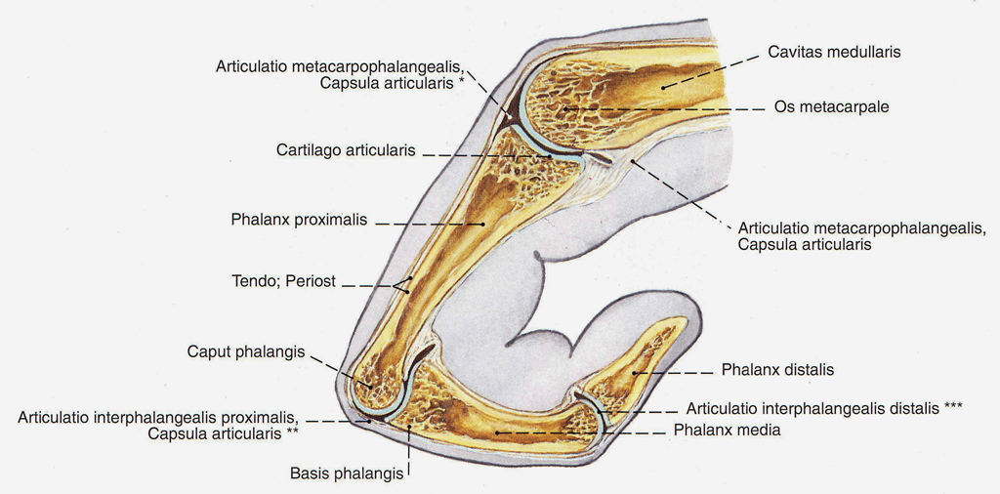 Articulatio metacarpophalangealis,
Capsula articularis *
Cartilago articularis
Phalanx proximalis
Tendo; Periost
Caput phalangis
Articulatio interphalangealis proximalis,
Capsula articularis **
Basis phalangis
Cavitas medullaris
Os metacarpale
Articulatio metacarpophalangealis,
Capsula articularis
Phalanx distalis
Articulatio interphalangealis distalis ***
Phalanx media